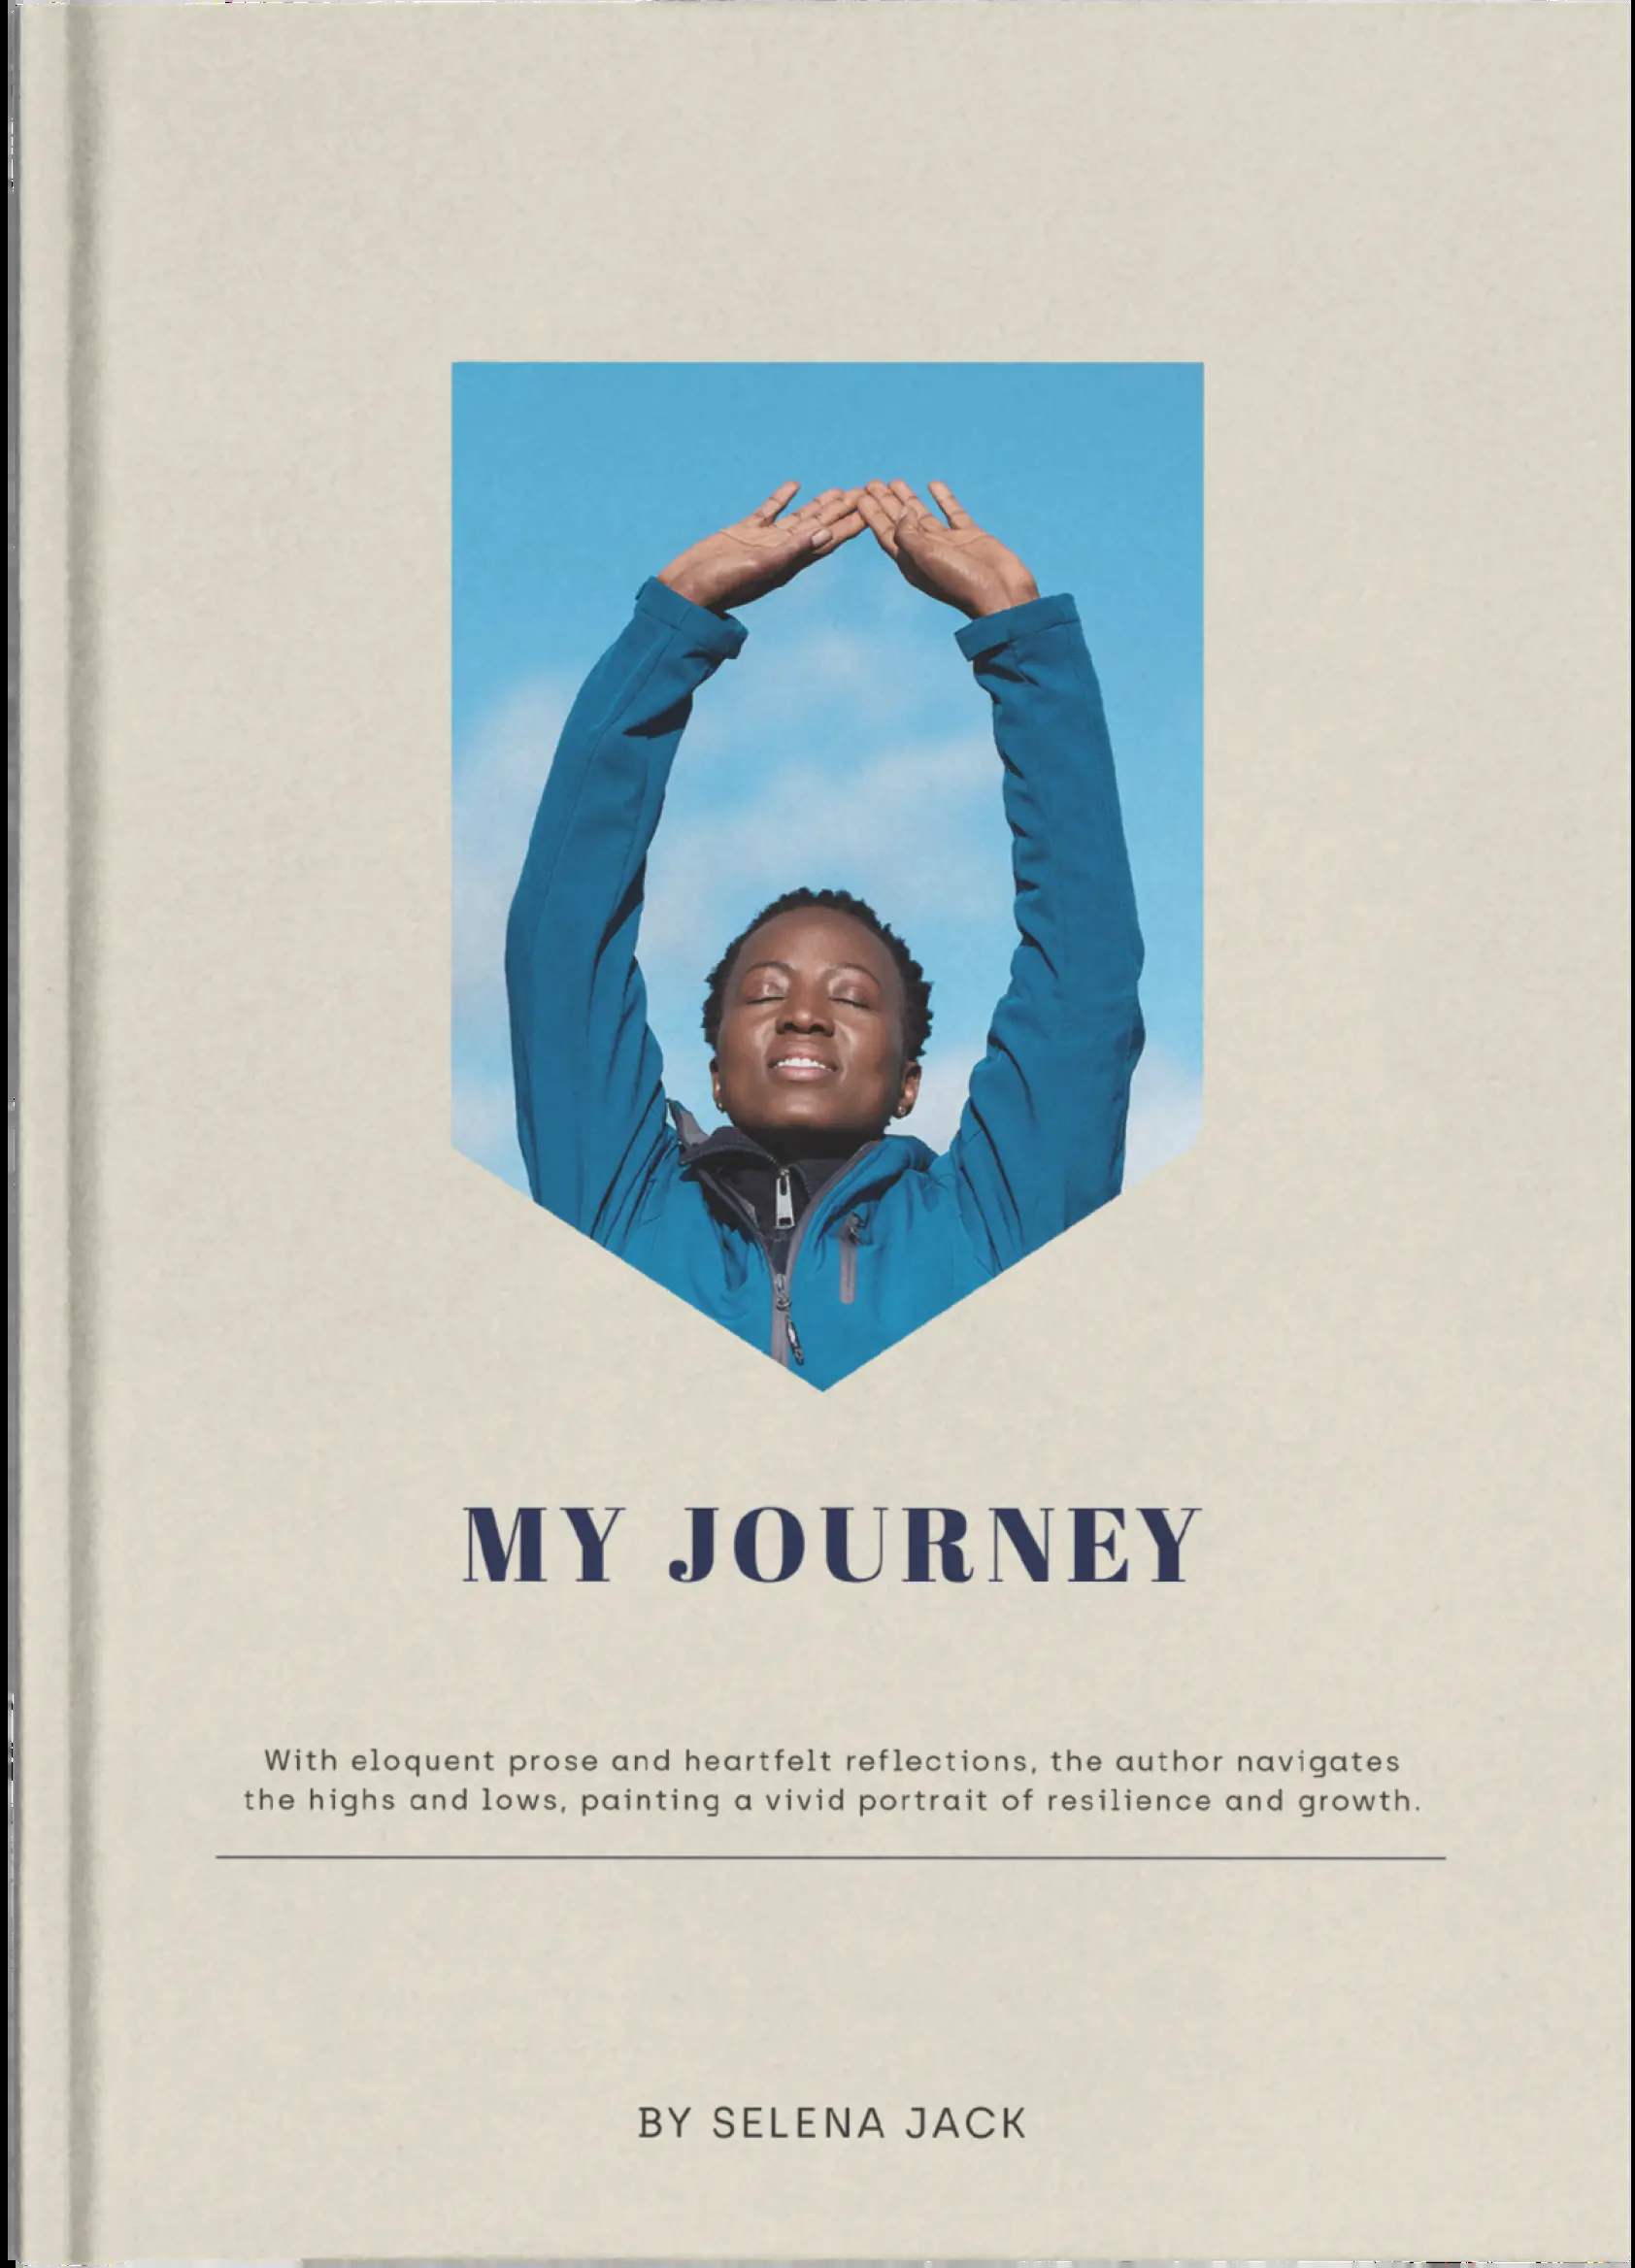 MY JOURNEY
With eloquent prose and heartfelt reflections, the author navigates
the highs and lows, painting a vivid portrait of resilience and growth.
BY SELENA JACK